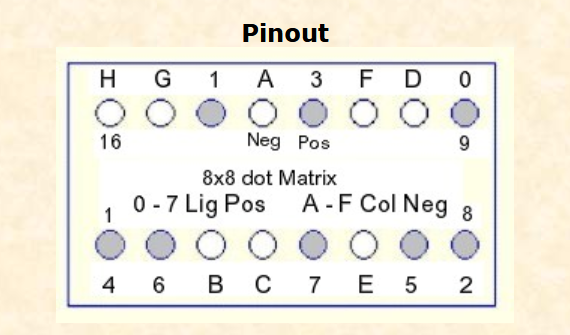 Pinout
H G 1 A 3 F D 0
16 Neg Pos 9
8x8 dot Matrix
1 0 - 7 Lig Pos A - F Col Neg 8
4 6 B C 7 E 5 2